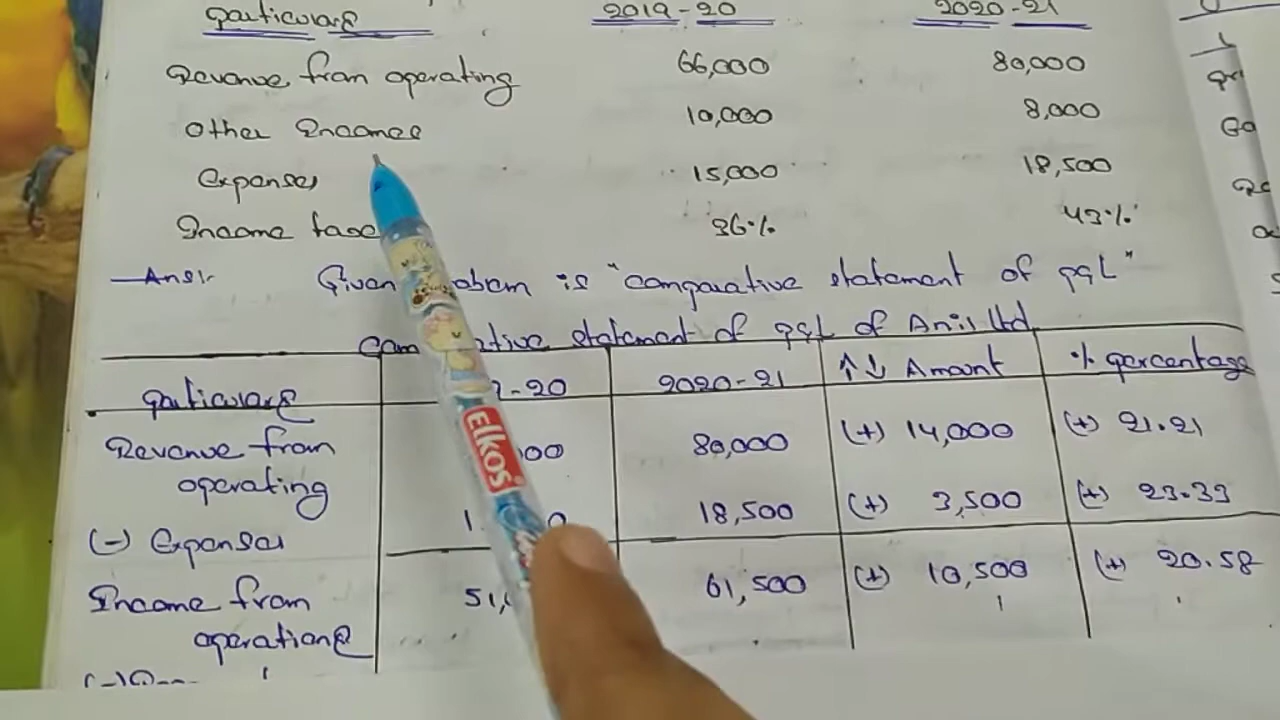 Particulars 2019-20 2020-21
Revenue from operating 66,000 80,000
Other Incomes 10,000 8,000
Expenses 15,000 18,500
Income taxe 36% 43%
Ans:- Given is "comparative statement of P&L"
statement of P&L of Anil Ltd
Particulars -20 2020-21 ↑↓ Amount % percentage
Revenue from operating 80,000 (+) 14,000 (+) 21.21
(-) Expenses 18,500 (+) 3,500 (+) 23.33
Income from operations 51, 61,500 (+) 10,500 (+) 20.58
ELKOS